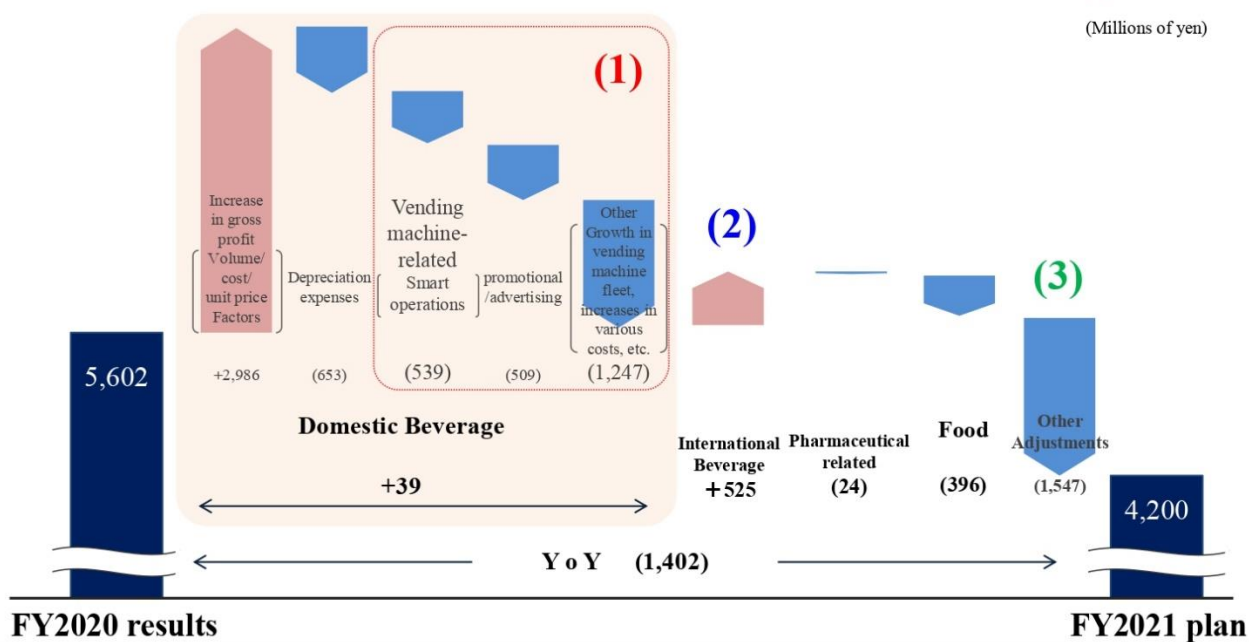 (Millions of yen)
(1)
Increase
in gross
profit
Volume/
cost/
unit price
Factors
Depreciation
expenses
Vending
machine-
related
Smart
operations
promotional
/advertising
Other
Growth in
vending
machine
fleet,
increases in
various
costs, etc.
(2)
(3)
5,602
+2,986
(653)
(539)
(509)
(1,247)
Domestic Beverage
+39
International
Beverage
+525
Pharmaceutical
related
(24)
Food
(396)
Other
Adjustments
(1,547)
4,200
Y o Y (1,402)
FY2020 results
FY2021 plan